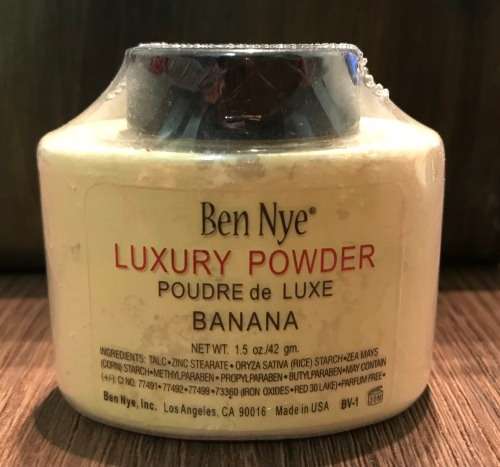 Ben Nye®
LUXURY POWDER
POUDRE de LUXE
BANANA
NET WT. 1.5 oz./42 gm.
INGREDIENTS: TALC•ZINC STEARATE•ORYZA SATIVA (RICE) STARCH•ZEA MAYS
(CORN) STARCH•METHYLPARABEN•PROPYLPARABEN•BUTYLPARABEN•MAY CONTAIN
(+/-): CI NO. 77491•77492•77499•73360 (IRON OXIDES•RED 30 LAKE)•PARFUM FREE•
Ben Nye, Inc. Los Angeles, CA 90016 Made in USA BV-1